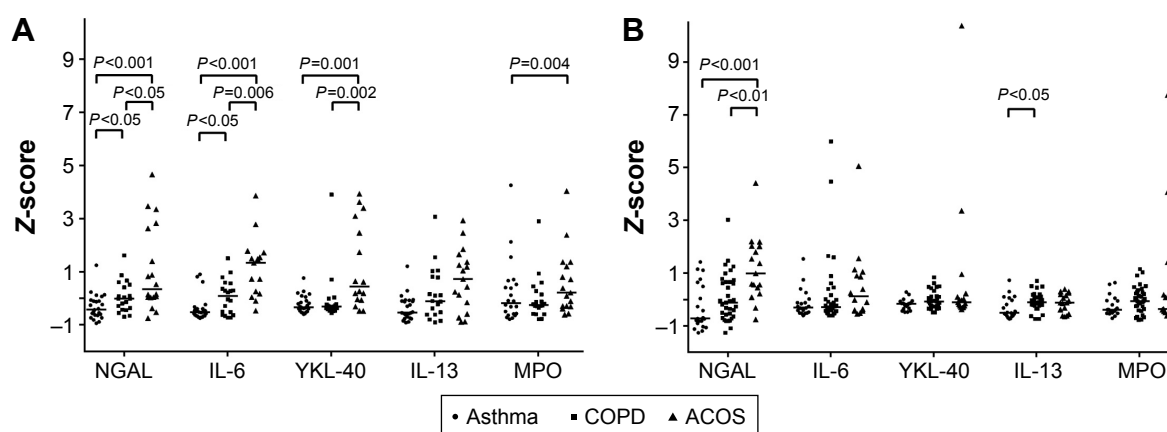 A
B
P<0.001
P<0.001
P=0.001
P=0.004
P<0.05
P=0.006
P=0.002
P<0.05
P<0.05
Z-score
9
7
5
3
1
–1
NGAL
IL-6
YKL-40
IL-13
MPO
P<0.001
P<0.01
P<0.05
Z-score
9
7
5
3
1
–1
NGAL
IL-6
YKL-40
IL-13
MPO
Asthma COPD ACOS